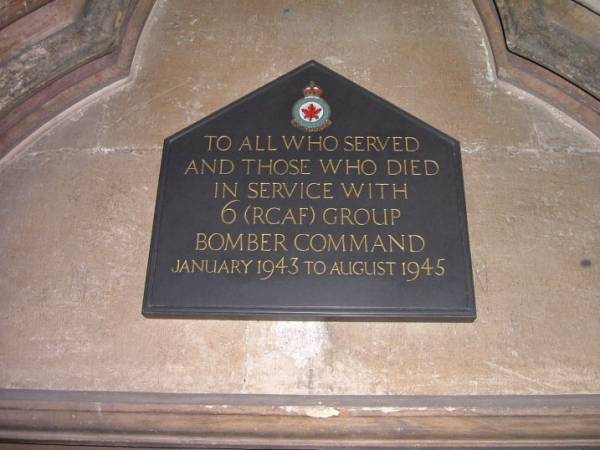 TO ALL WHO SERVED
AND THOSE WHO DIED
IN SERVICE WITH
6 (RCAF) GROUP
BOMBER COMMAND
JANUARY 1943 TO AUGUST 1945